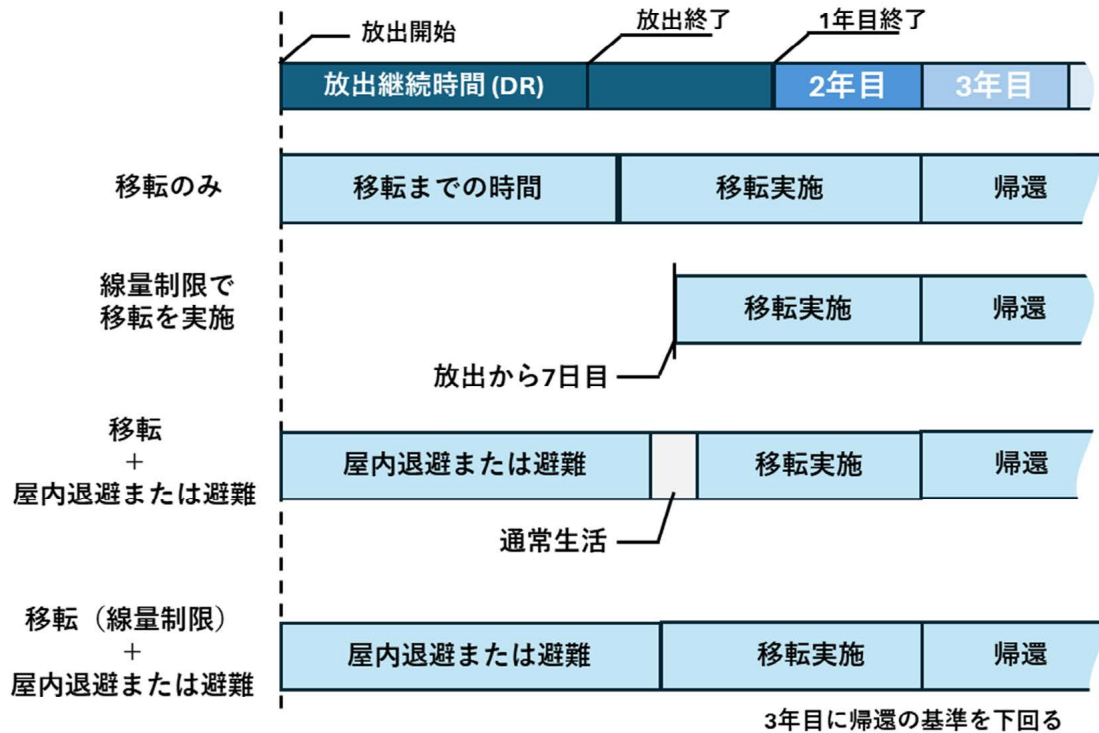 放出開始
放出終了
1年目終了
放出継続時間 (DR)
2年目
3年目
移転のみ
移転までの時間
移転実施
帰還
線量制限で
移転を実施
移転実施
帰還
放出から7日目
移転
+
屋内退避または避難
屋内退避または避難
移転実施
帰還
通常生活
移転（線量制限）
+
屋内退避または避難
屋内退避または避難
移転実施
帰還
3年目に帰還の基準を下回る